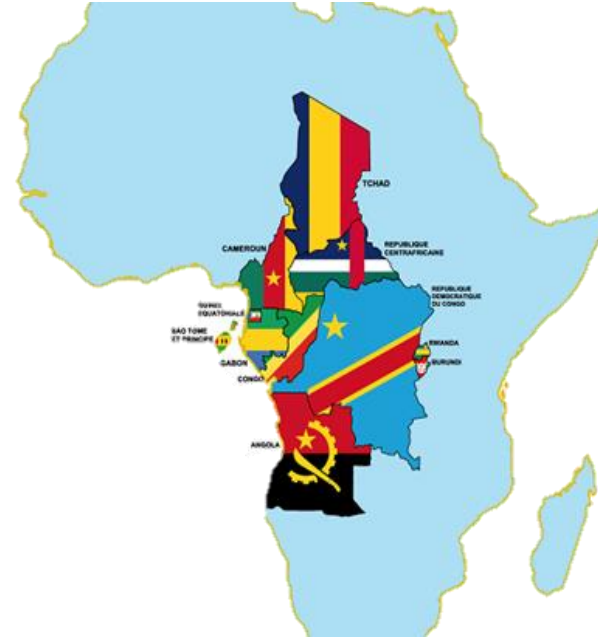 TCHAD
CAMEROUN
REPUBLIQUE
CENTRAFRICAINE
REPUBLIQUE
DEMOCRATIQUE
DU CONGO
GUINEE
EQUATORIALE
SAO TOME
ET PRINCIPE
RWANDA
BURUNDI
GABON
CONGO
ANGOLA